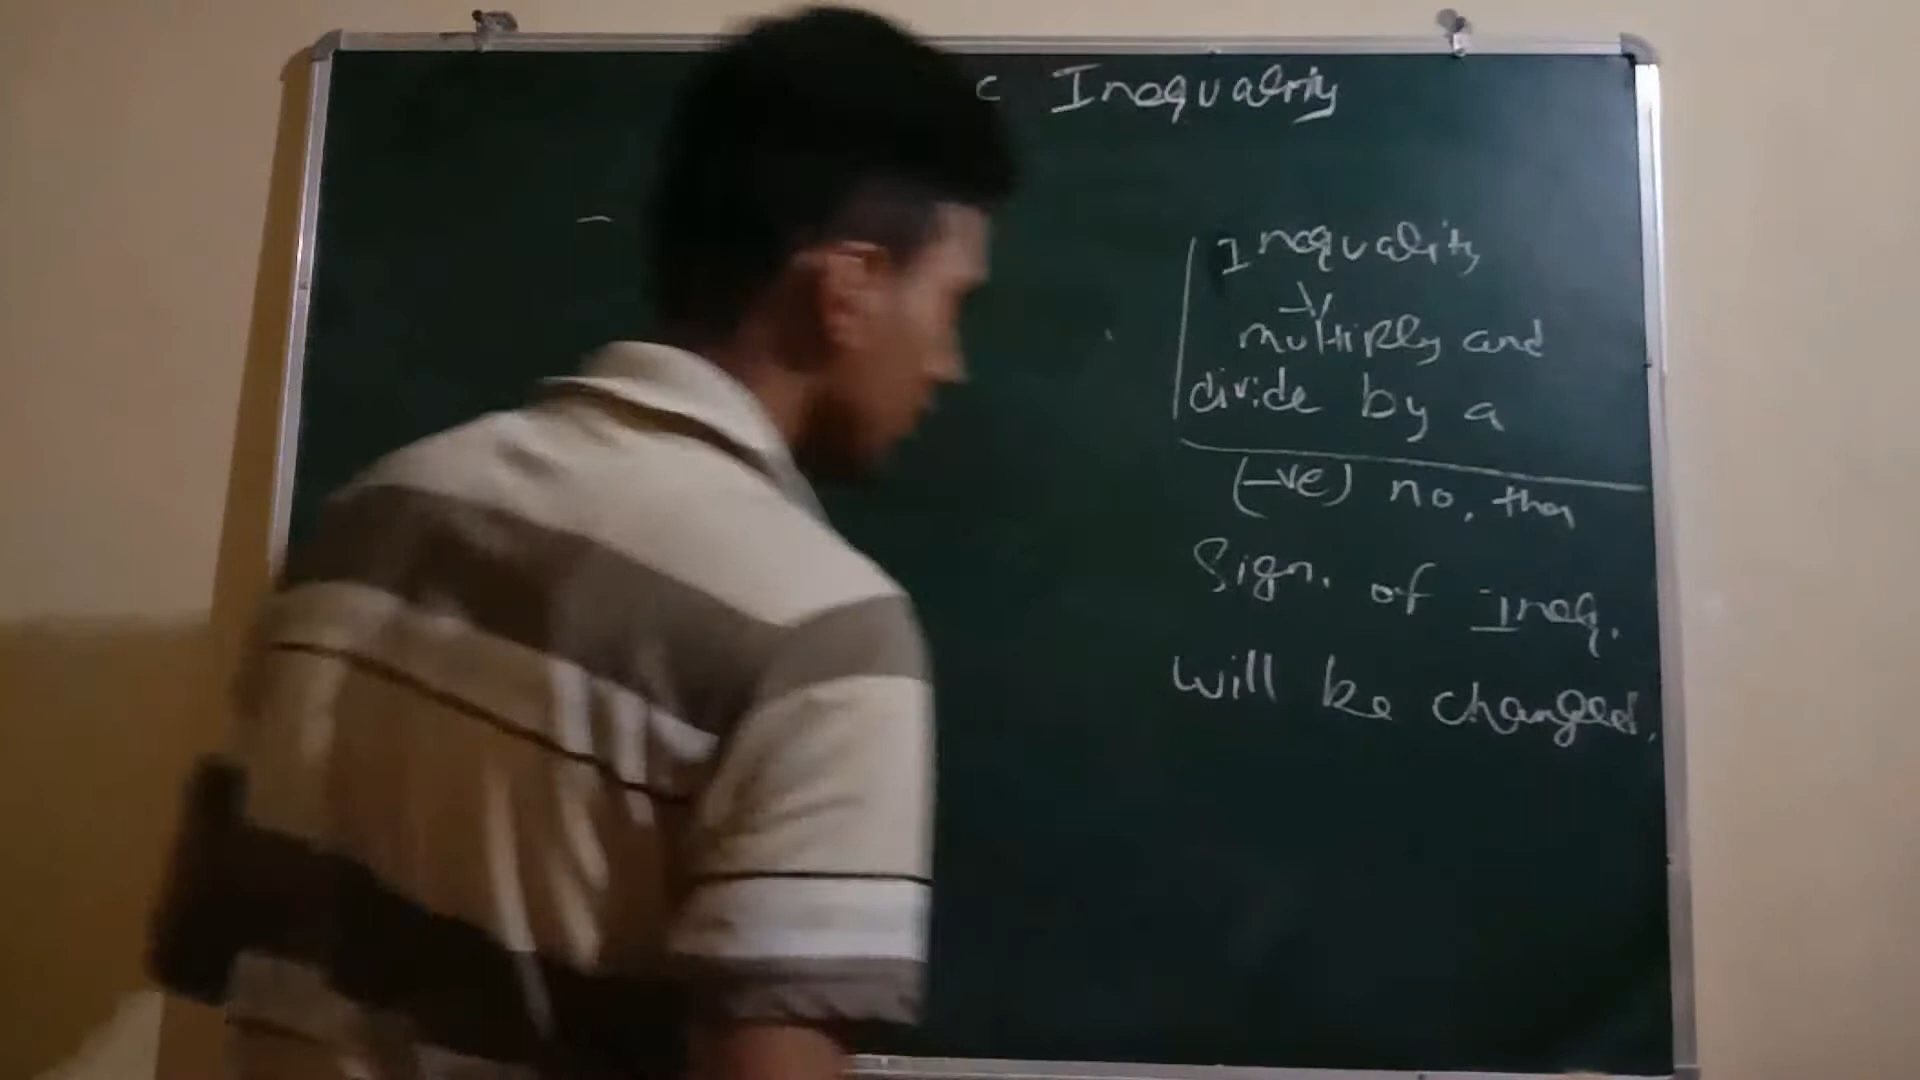 c Inequality
Inequality
multiply and
divide by a
(-ve) no, then
Sign. of Ineq.
will be changed.